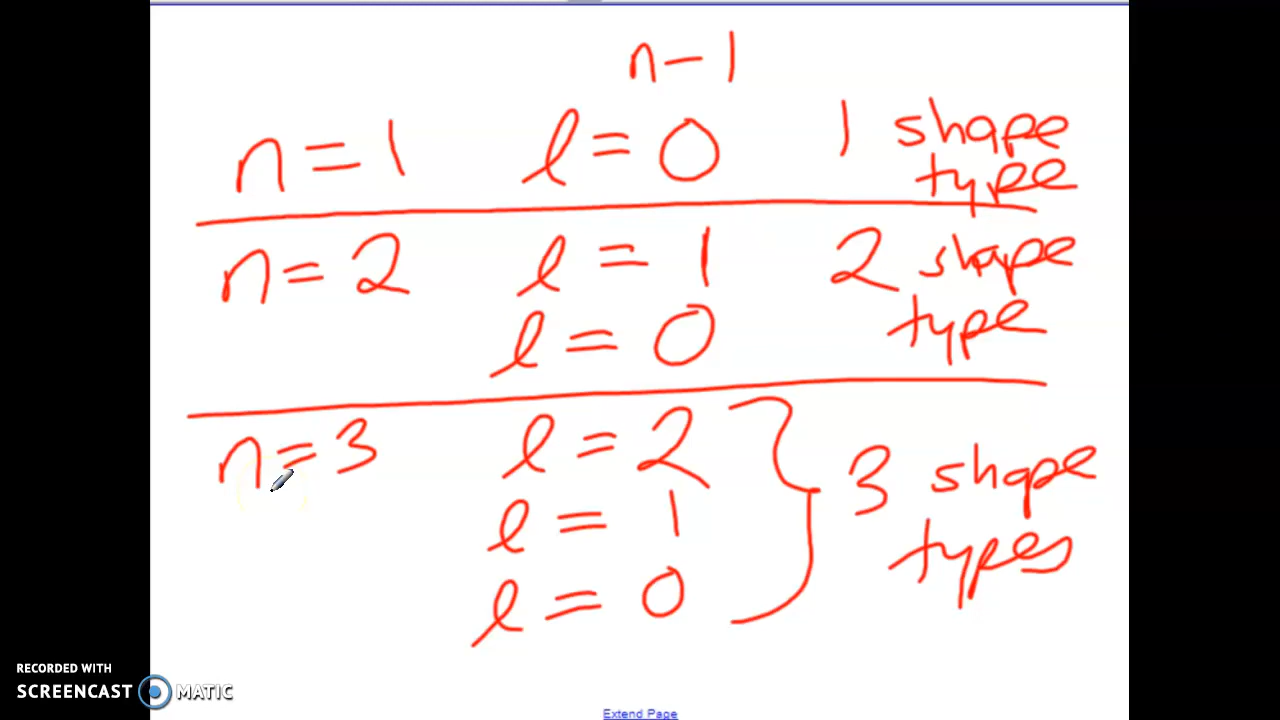 n-1
n=1 l=0 1 shape
type
n=2 l=1 2 shape
l=0 type
n=3 l=2
3 shape
l=1
types
l=0
RECORDED WITH
SCREENCAST MATIC
Extend Page